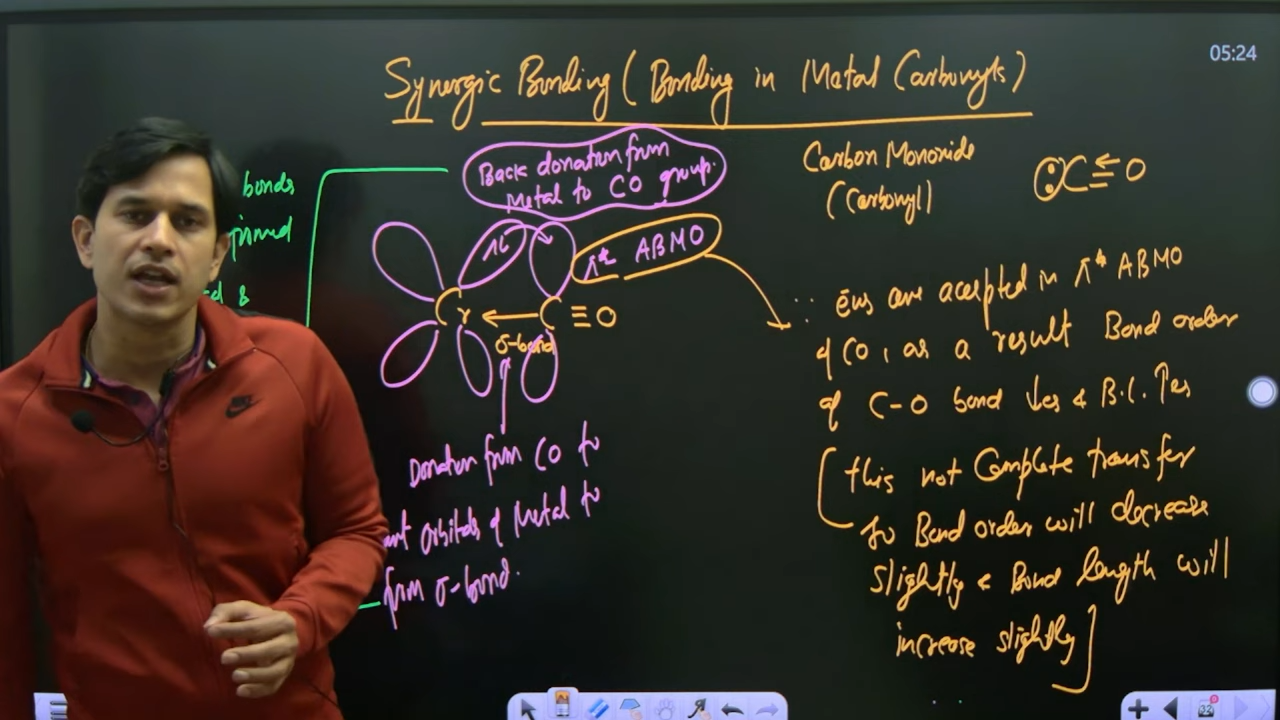 05:24
Synergic Bonding (Bonding in Metal Carbonyls)
Back donation from
Metal to CO group.
bonds
Carbon Monoxide
(Carbonyl)
:C≡O
π* ABMO
Cr ← C ≡ O
σ-bond
Donation from CO to
ant orbitals of Metal to
from σ-bond.
∵ ēns are accepted in π* ABMO
of CO, as a result Bond order
of C-O bond ↓es & B.L. ↑es
[this not Complete transfer
so Bond order will decrease
slightly & Bond length will
increase slightly]